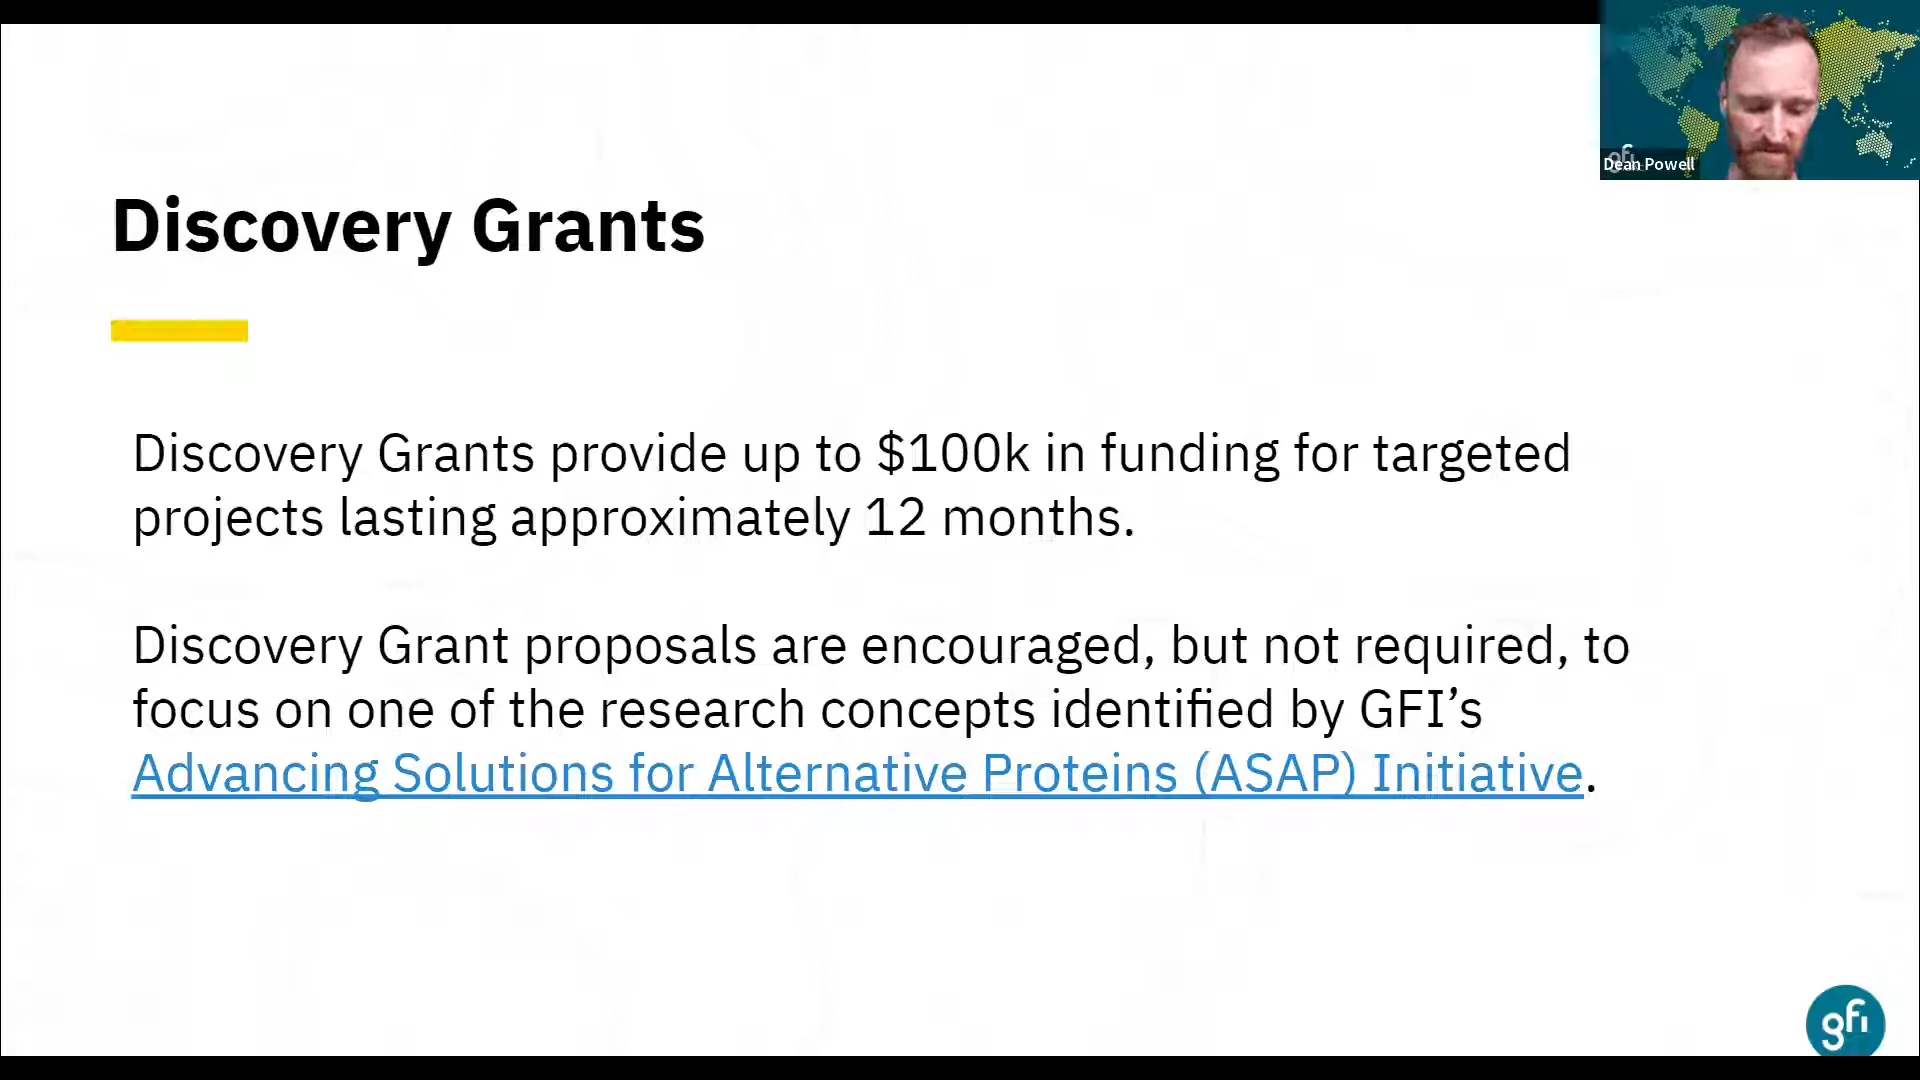 Dean Powell
Discovery Grants
Discovery Grants provide up to $100k in funding for targeted
projects lasting approximately 12 months.
Discovery Grant proposals are encouraged, but not required, to
focus on one of the research concepts identified by GFI’s
Advancing Solutions for Alternative Proteins (ASAP) Initiative.
gfi
gfi